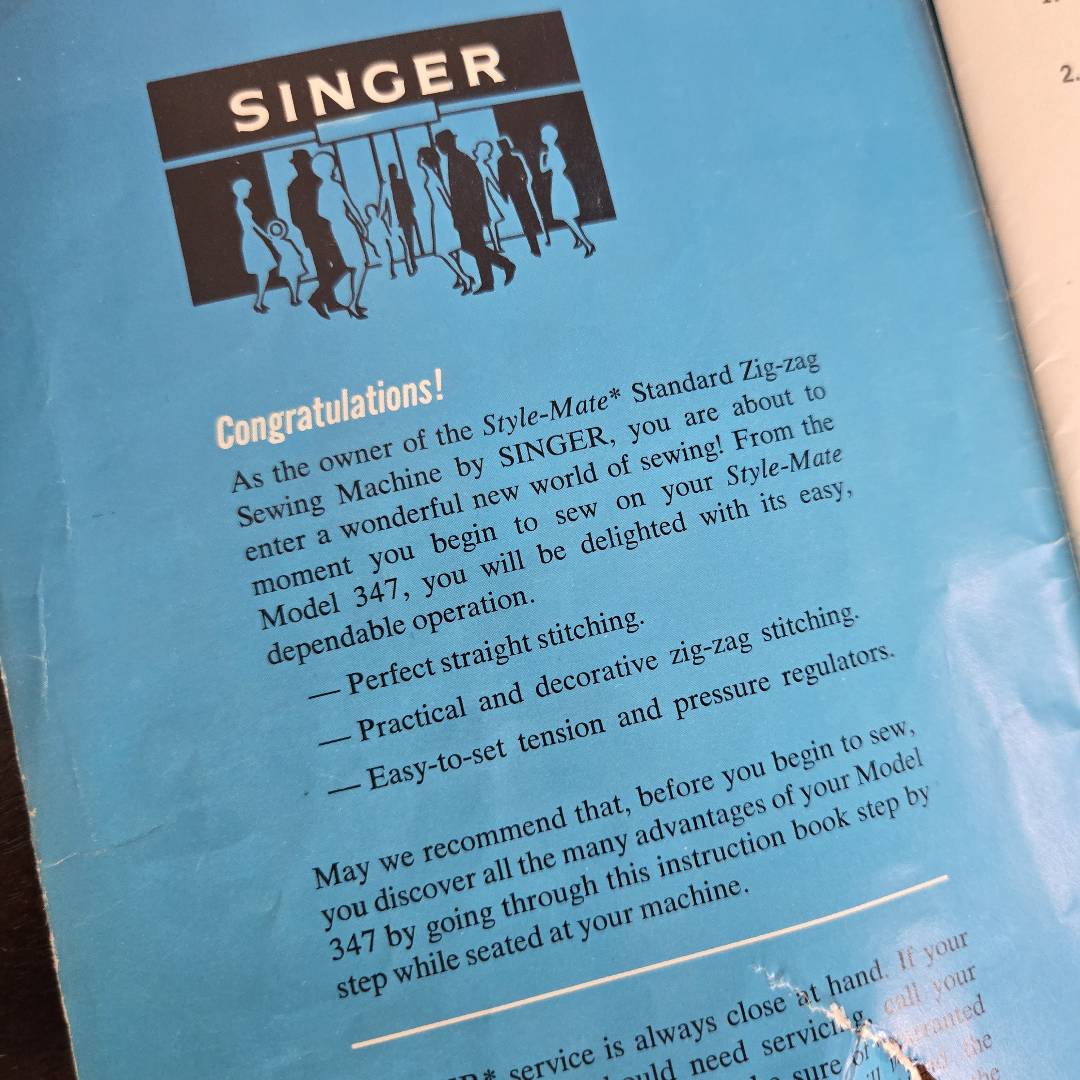 SINGER
Congratulations!
As the owner of the Style-Mate* Standard Zig-zag
Sewing Machine by SINGER, you are about to
enter a wonderful new world of sewing! From the
moment you begin to sew on your Style-Mate
Model 347, you will be delighted with its easy,
dependable operation.
— Perfect straight stitching.
— Practical and decorative zig-zag stitching.
— Easy-to-set tension and pressure regulators.
May we recommend that, before you begin to sew,
you discover all the many advantages of your Model
347 by going through this instruction book step by
step while seated at your machine.
service is always close at hand. If your
need servicing, call your
sure of warranted
the
2.